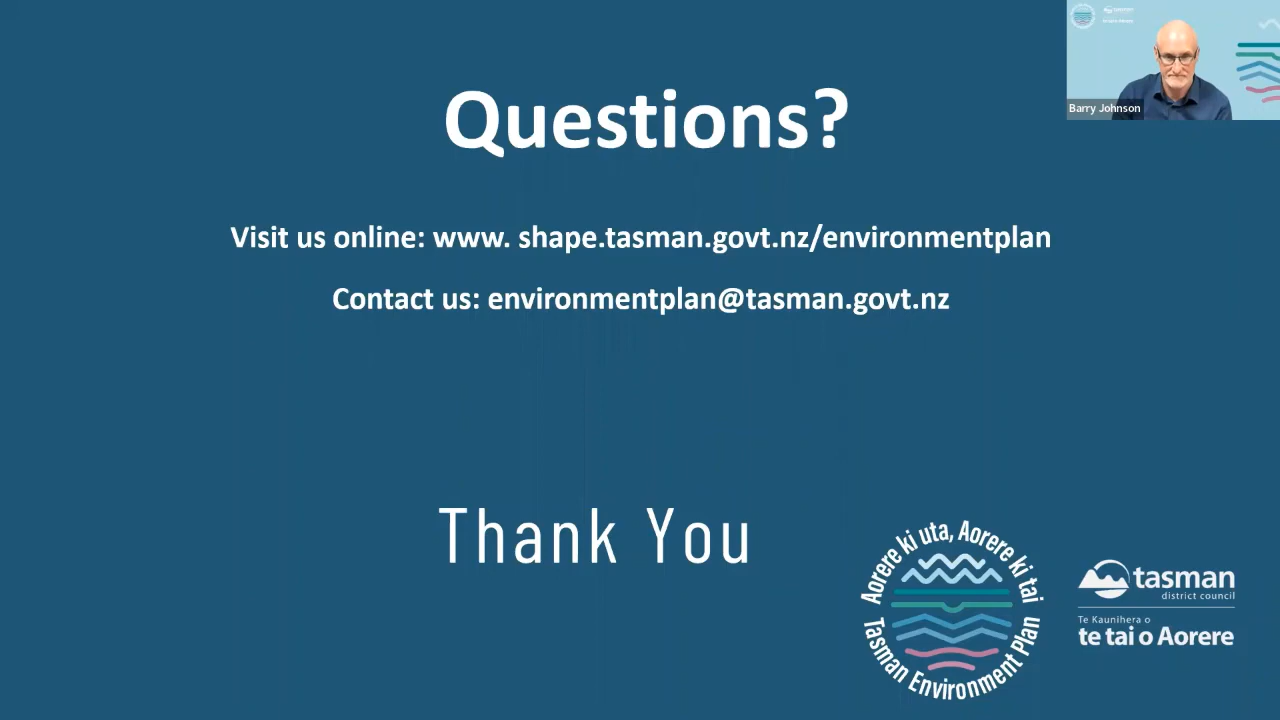 Questions?
Barry Johnson
Visit us online: www. shape.tasman.govt.nz/environmentplan
Contact us: environmentplan@tasman.govt.nz
Thank You
Aorere ki uta, Aorere ki tai
Tasman Environment Plan
tasman
district council
Te Kaunihera o
te tai o Aorere